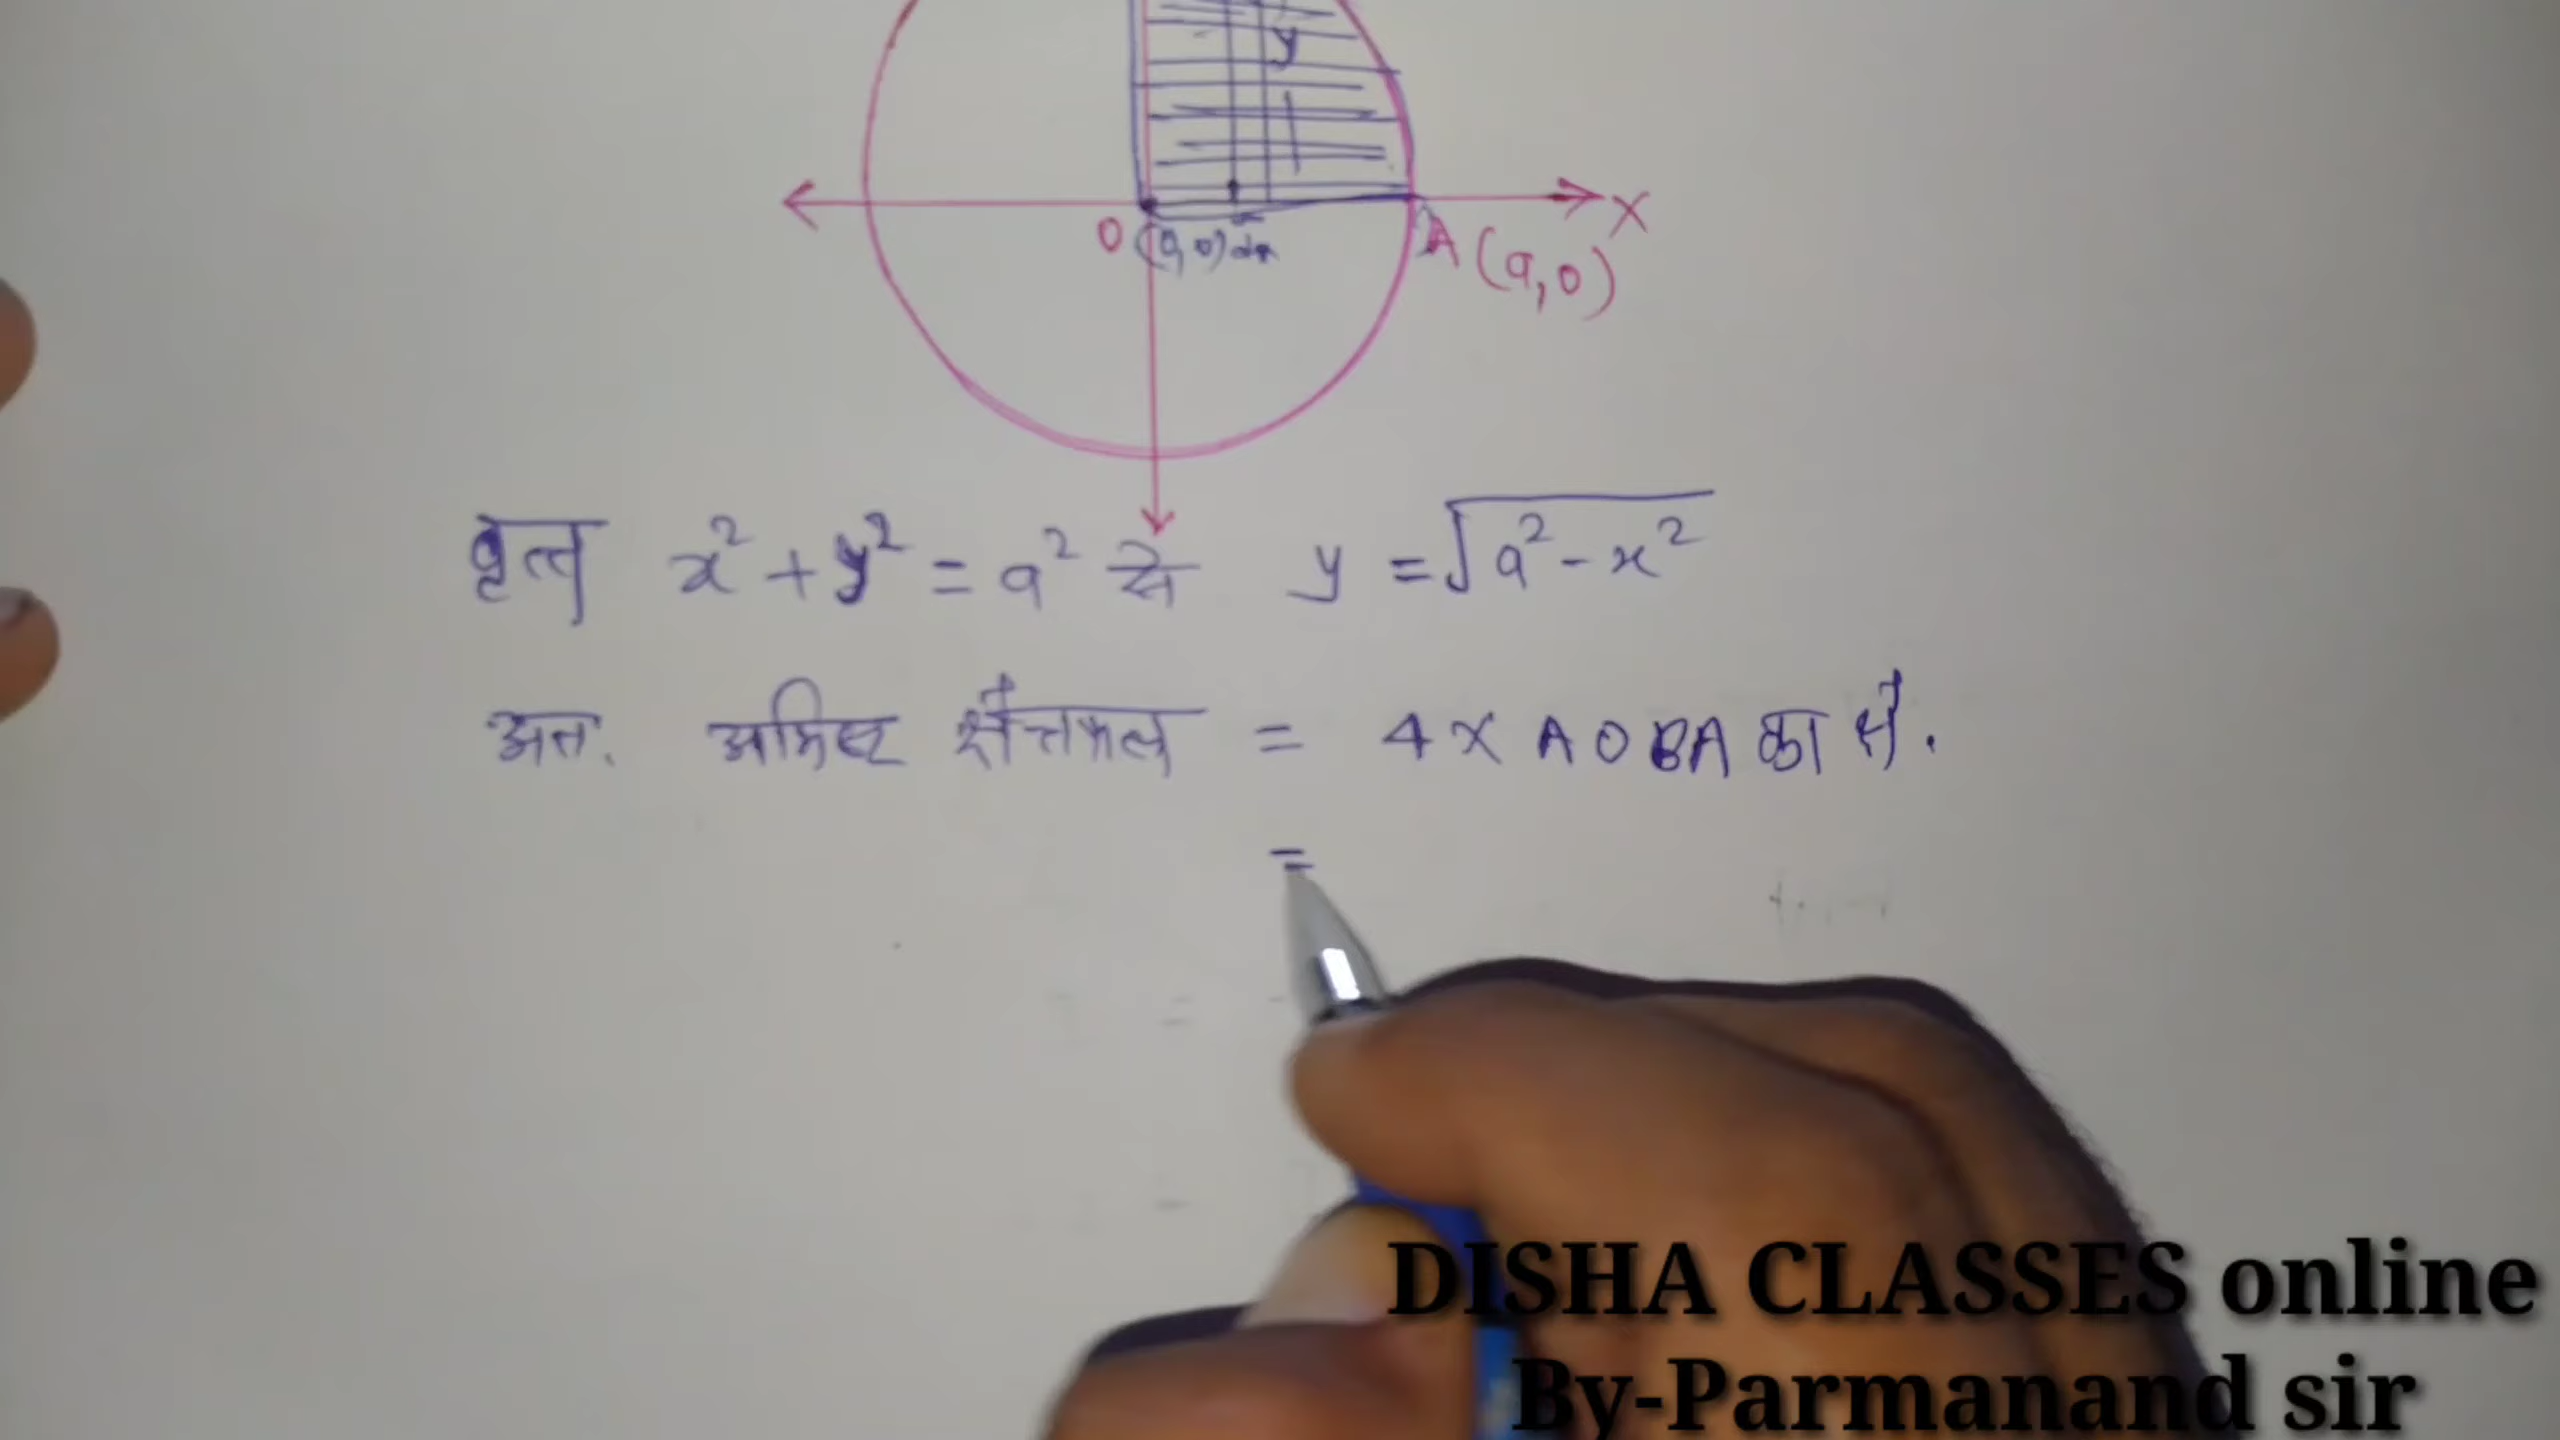 y
X
O (0,0) dx
A (a,0)
वृत्त x² + y² = a² से y = √a² - x²
अतः अभिष्ट क्षेत्रफल = 4 x AOBA का क्षे.
=
DISHA CLASSES online
By-Parmanand sir